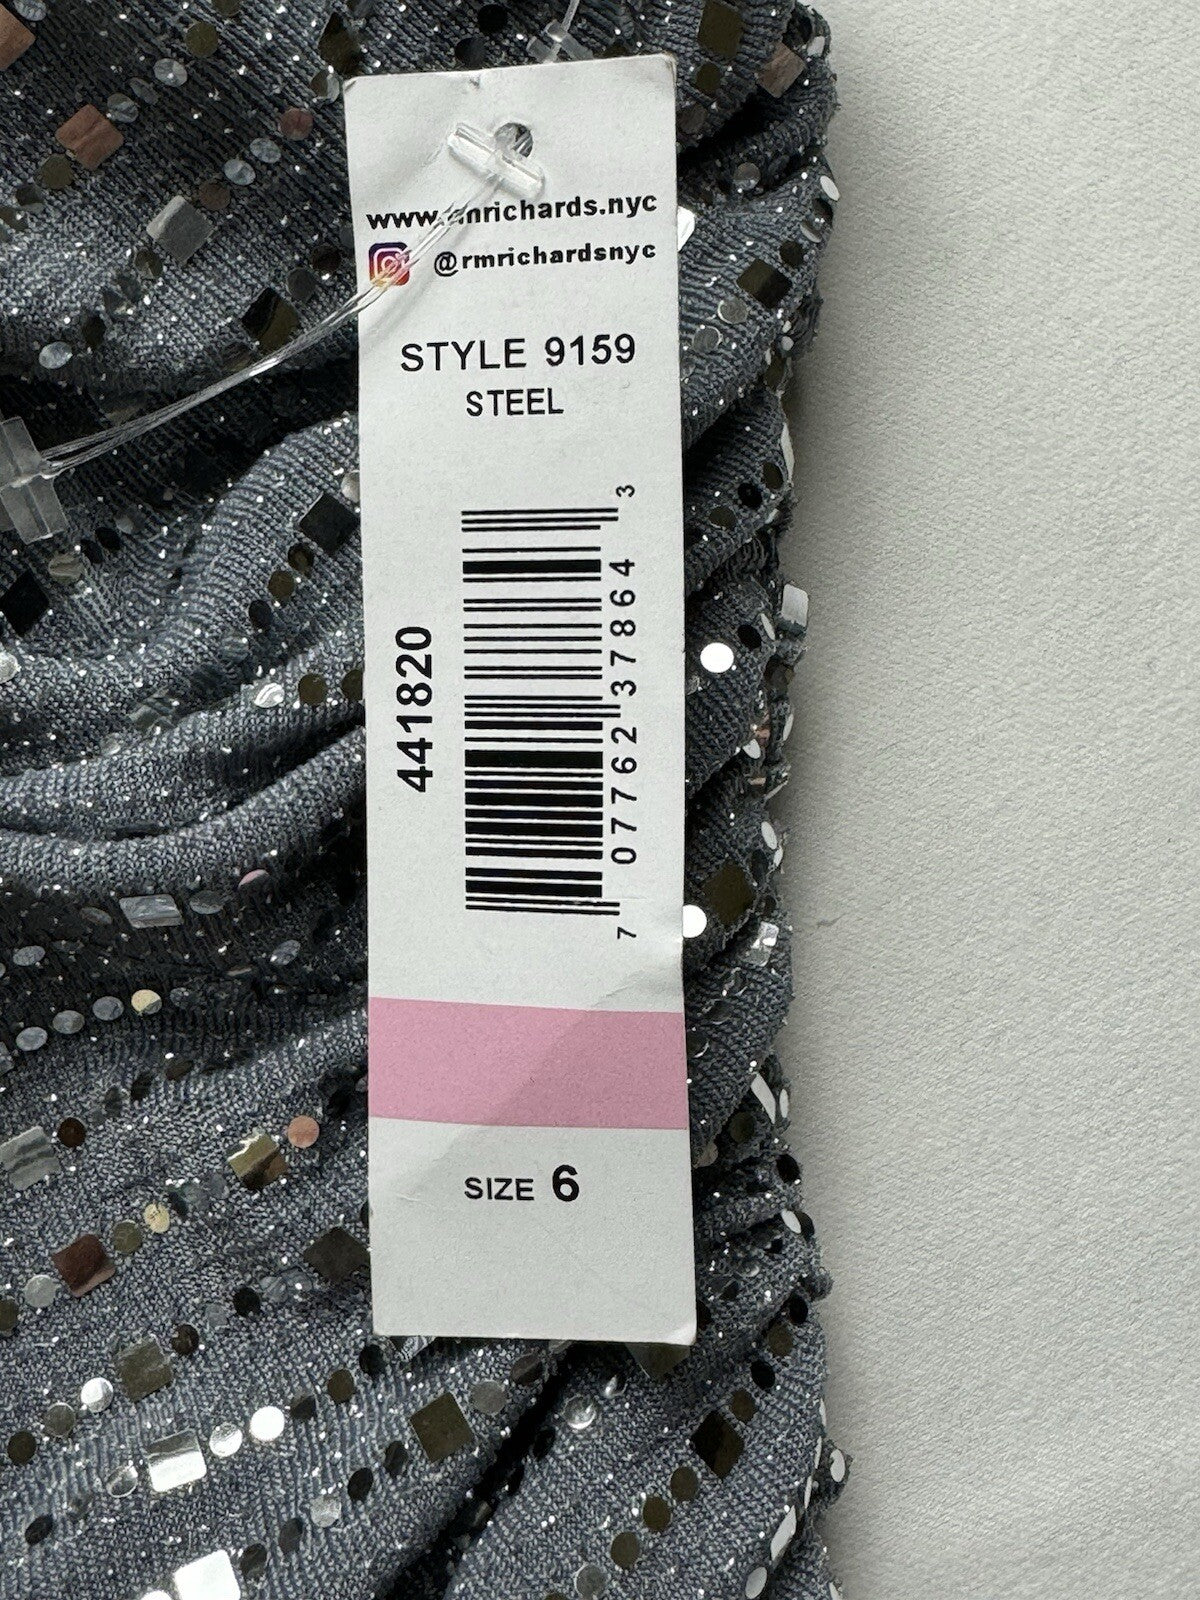 www.rmrichards.nyc
@rmrichardsnyc
STYLE 9159
STEEL
441820
7 07762 37864 3
SIZE 6